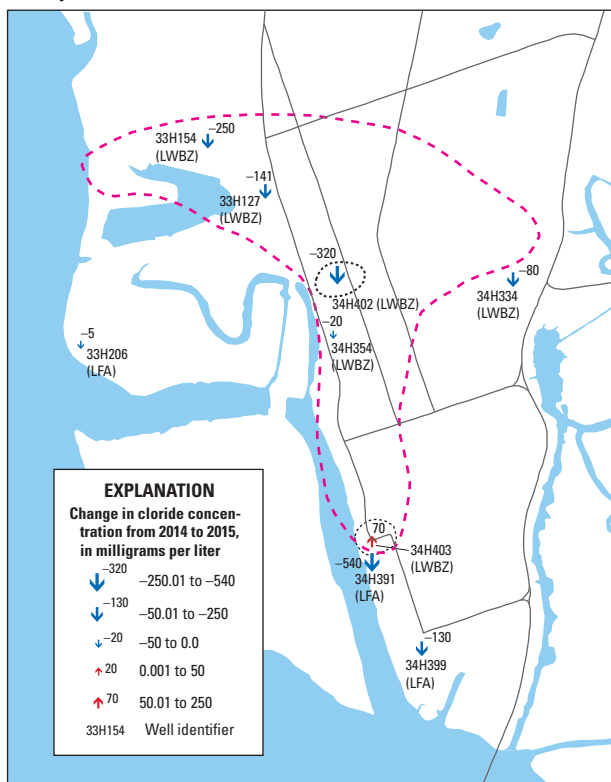 –250
33H154
(LWBZ)
–141
33H127
(LWBZ)
–320
34H402 (LWBZ)
–80
34H334
(LWBZ)
–20
34H354
(LWBZ)
–5
33H206
(LFA)
70
34H403
(LWBZ)
–540
34H391
(LFA)
–130
34H399
(LFA)
EXPLANATION
Change in cloride concen-
tration from 2014 to 2015,
in milligrams per liter
–320 –250.01 to –540
–130 –50.01 to –250
–20 –50 to 0.0
20 0.001 to 50
70 50.01 to 250
33H154 Well identifier